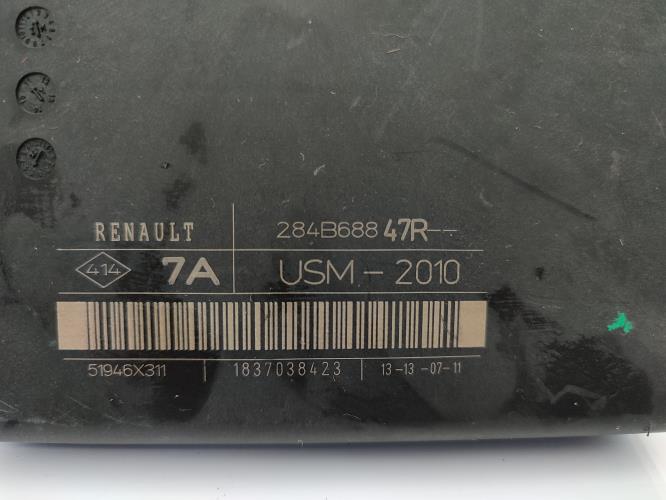 RENAULT 284B688 47R--
414 7A USM - 2010
51946X311 1837038423 13-13-07-11